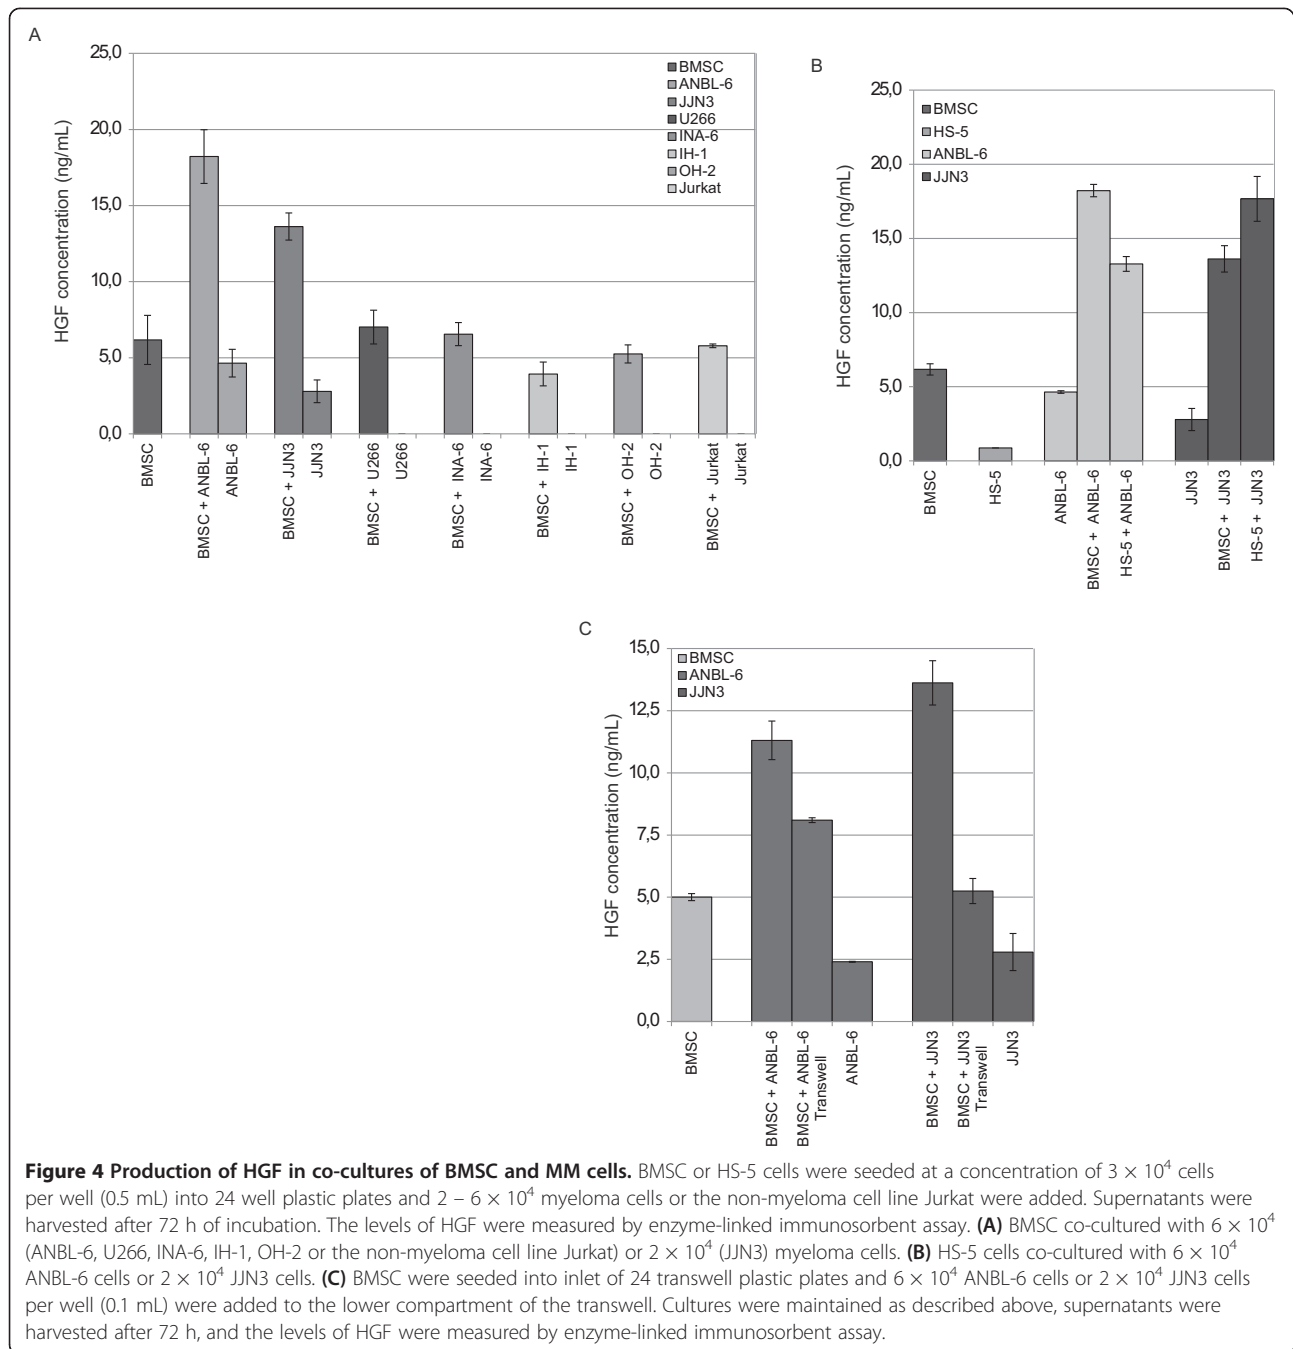 A
25,0
20,0
15,0
10,0
5,0
0,0
HGF concentration (ng/mL)
BMSC
ANBL-6
JJN3
U266
INA-6
IH-1
OH-2
Jurkat
BMSC
BMSC + ANBL-6
ANBL-6
BMSC + JJN3
JJN3
BMSC + U266
U266
BMSC + INA-6
INA-6
BMSC + IH-1
IH-1
BMSC + OH-2
OH-2
BMSC + Jurkat
Jurkat
B
25,0
20,0
15,0
10,0
5,0
0,0
HGF concentration (ng/mL)
BMSC
HS-5
ANBL-6
JJN3
BMSC
HS-5
ANBL-6
BMSC + ANBL-6
HS-5 + ANBL-6
JJN3
BMSC + JJN3
HS-5 + JJN3
C
15,0
12,5
10,0
7,5
5,0
2,5
0,0
HGF concentration (ng/mL)
BMSC
ANBL-6
JJN3
BMSC
BMSC + ANBL-6
BMSC + ANBL-6
Transwell
ANBL-6
BMSC + JJN3
BMSC + JJN3
Transwell
JJN3
Figure 4 Production of HGF in co-cultures of BMSC and MM cells. BMSC or HS-5 cells were seeded at a concentration of 3 × 10⁴ cells
per well (0.5 mL) into 24 well plastic plates and 2 – 6 × 10⁴ myeloma cells or the non-myeloma cell line Jurkat were added. Supernatants were
harvested after 72 h of incubation. The levels of HGF were measured by enzyme-linked immunosorbent assay. (A) BMSC co-cultured with 6 × 10⁴
(ANBL-6, U266, INA-6, IH-1, OH-2 or the non-myeloma cell line Jurkat) or 2 × 10⁴ (JJN3) myeloma cells. (B) HS-5 cells co-cultured with 6 × 10⁴
ANBL-6 cells or 2 × 10⁴ JJN3 cells. (C) BMSC were seeded into inlet of 24 transwell plastic plates and 6 × 10⁴ ANBL-6 cells or 2 × 10⁴ JJN3 cells
per well (0.1 mL) were added to the lower compartment of the transwell. Cultures were maintained as described above, supernatants were
harvested after 72 h, and the levels of HGF were measured by enzyme-linked immunosorbent assay.